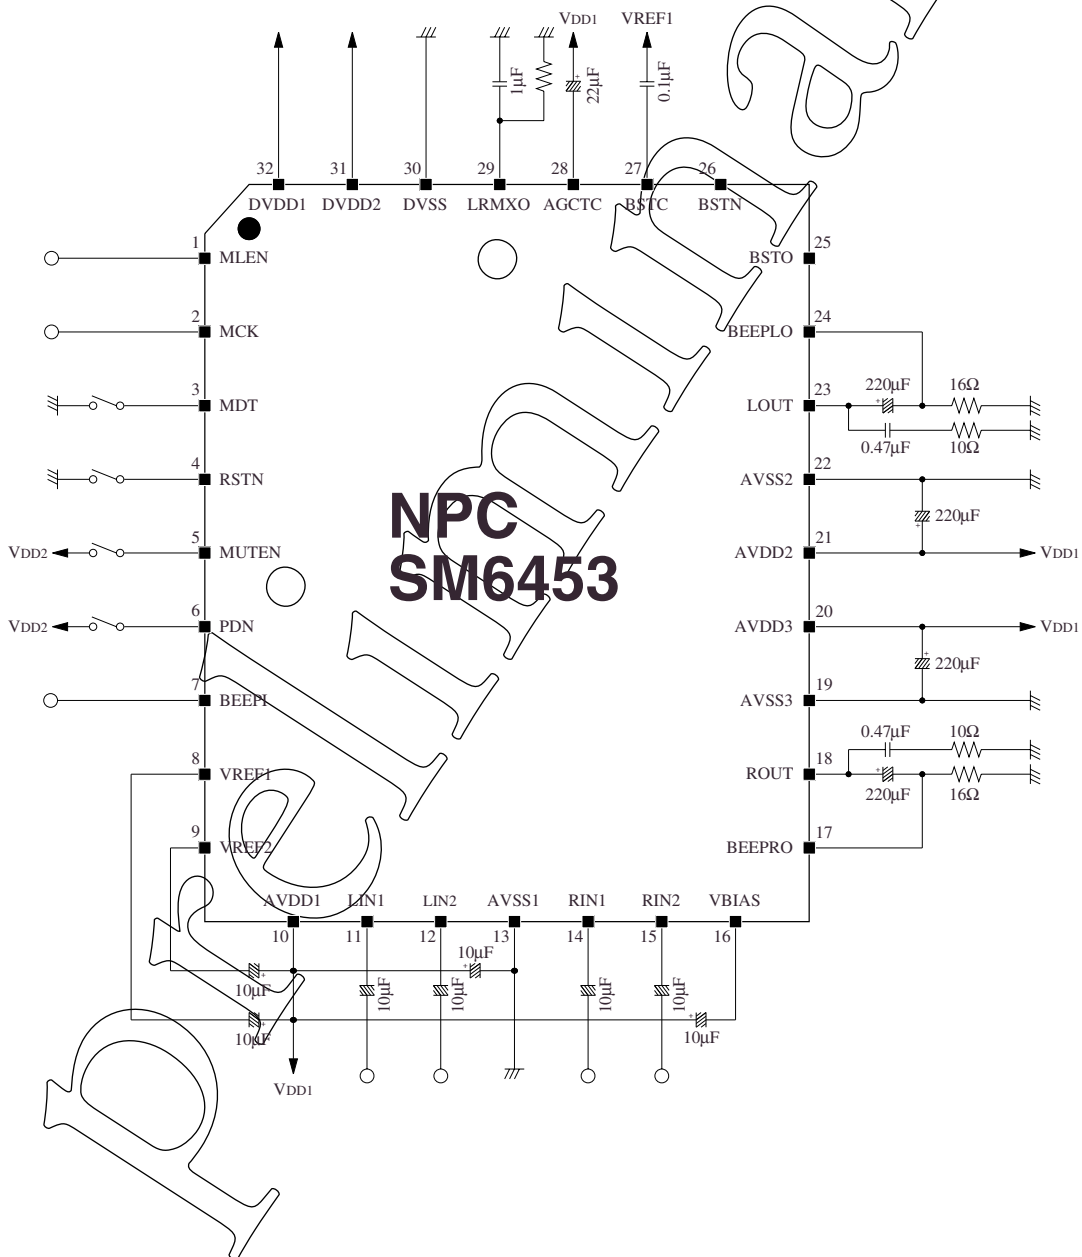 VDD1 VREF1
1µF 22µF 0.1µF
32 31 30 29 28 27 26
DVDD1 DVDD2 DVSS LRMXO AGCTC BSTC BSTN
1 MLEN
BSTO 25
2 MCK
BEEPLO 24
3 MDT
LOUT 23
220µF 16Ω
0.47µF 10Ω
4 RSTN
AVSS2 22
220µF
VDD2 5 MUTEN
AVDD2 21 VDD1
NPC
SM6453
VDD2 6 PDN
AVDD3 20 VDD1
220µF
7 BEEPI
AVSS3 19
0.47µF 10Ω
8 VREF1
ROUT 18
220µF 16Ω
9 VREF2
BEEPRO 17
AVDD1 LIN1 LIN2 AVSS1 RIN1 RIN2 VBIAS
10 11 12 13 14 15 16
10µF 10µF
10µF 10µF 10µF 10µF
10µF 10µF
VDD1
preliminary